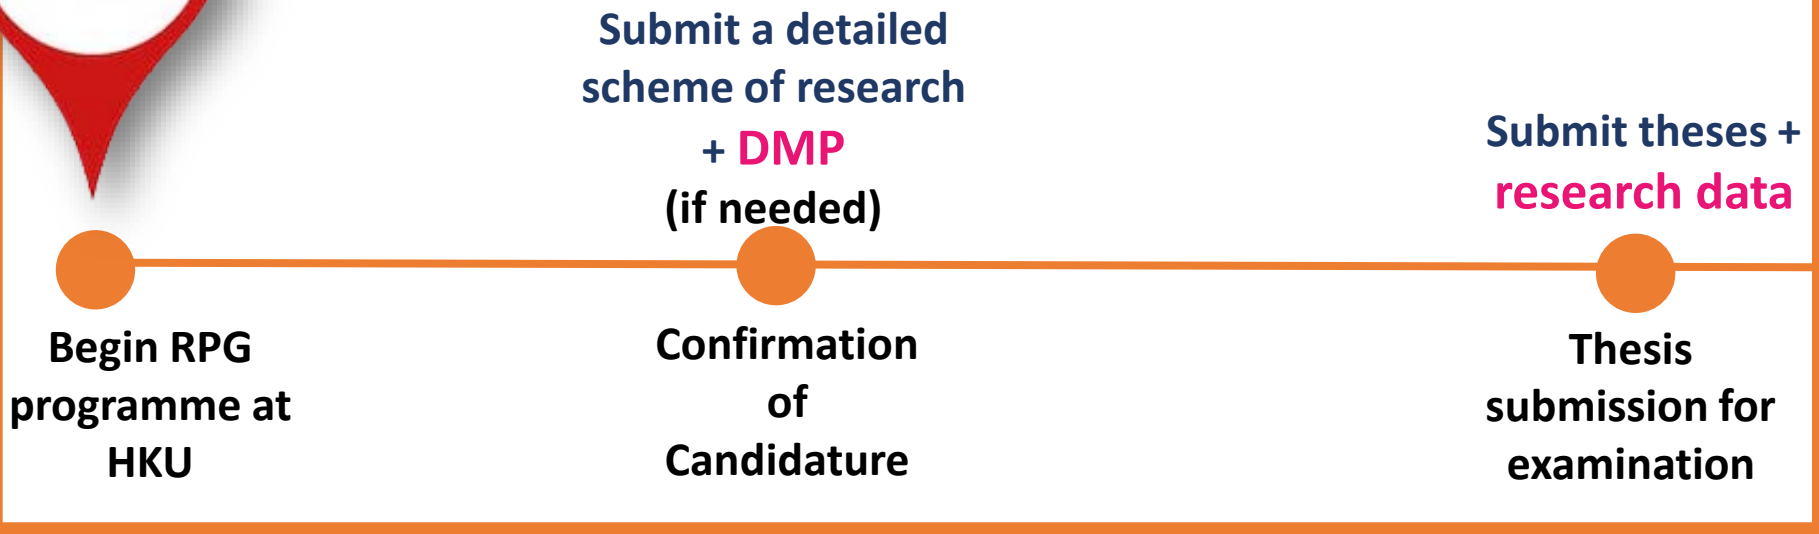 Submit a detailed
scheme of research
+ DMP
(if needed)
Submit theses +
research data
Begin RPG
programme at
HKU
Confirmation
of
Candidature
Thesis
submission for
examination